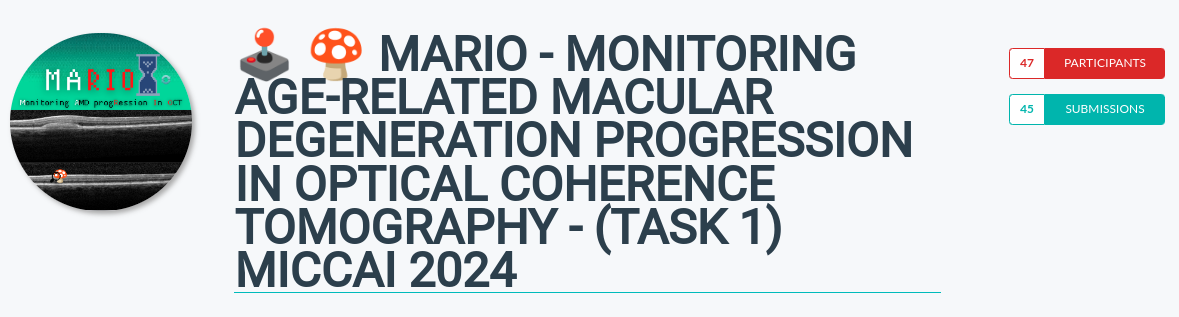 MARIO
Monitoring AMD progRession In OCT
🕹️ 🍄 MARIO - MONITORING
AGE-RELATED MACULAR
DEGENERATION PROGRESSION
IN OPTICAL COHERENCE
TOMOGRAPHY - (TASK 1)
MICCAI 2024
47 PARTICIPANTS
45 SUBMISSIONS